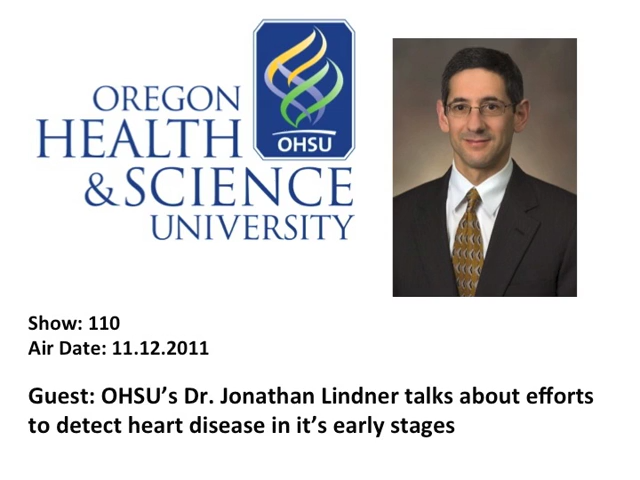 OREGON
HEALTH
& SCIENCE
UNIVERSITY
OHSU
Show: 110
Air Date: 11.12.2011
Guest: OHSU’s Dr. Jonathan Lindner talks about efforts
to detect heart disease in it’s early stages